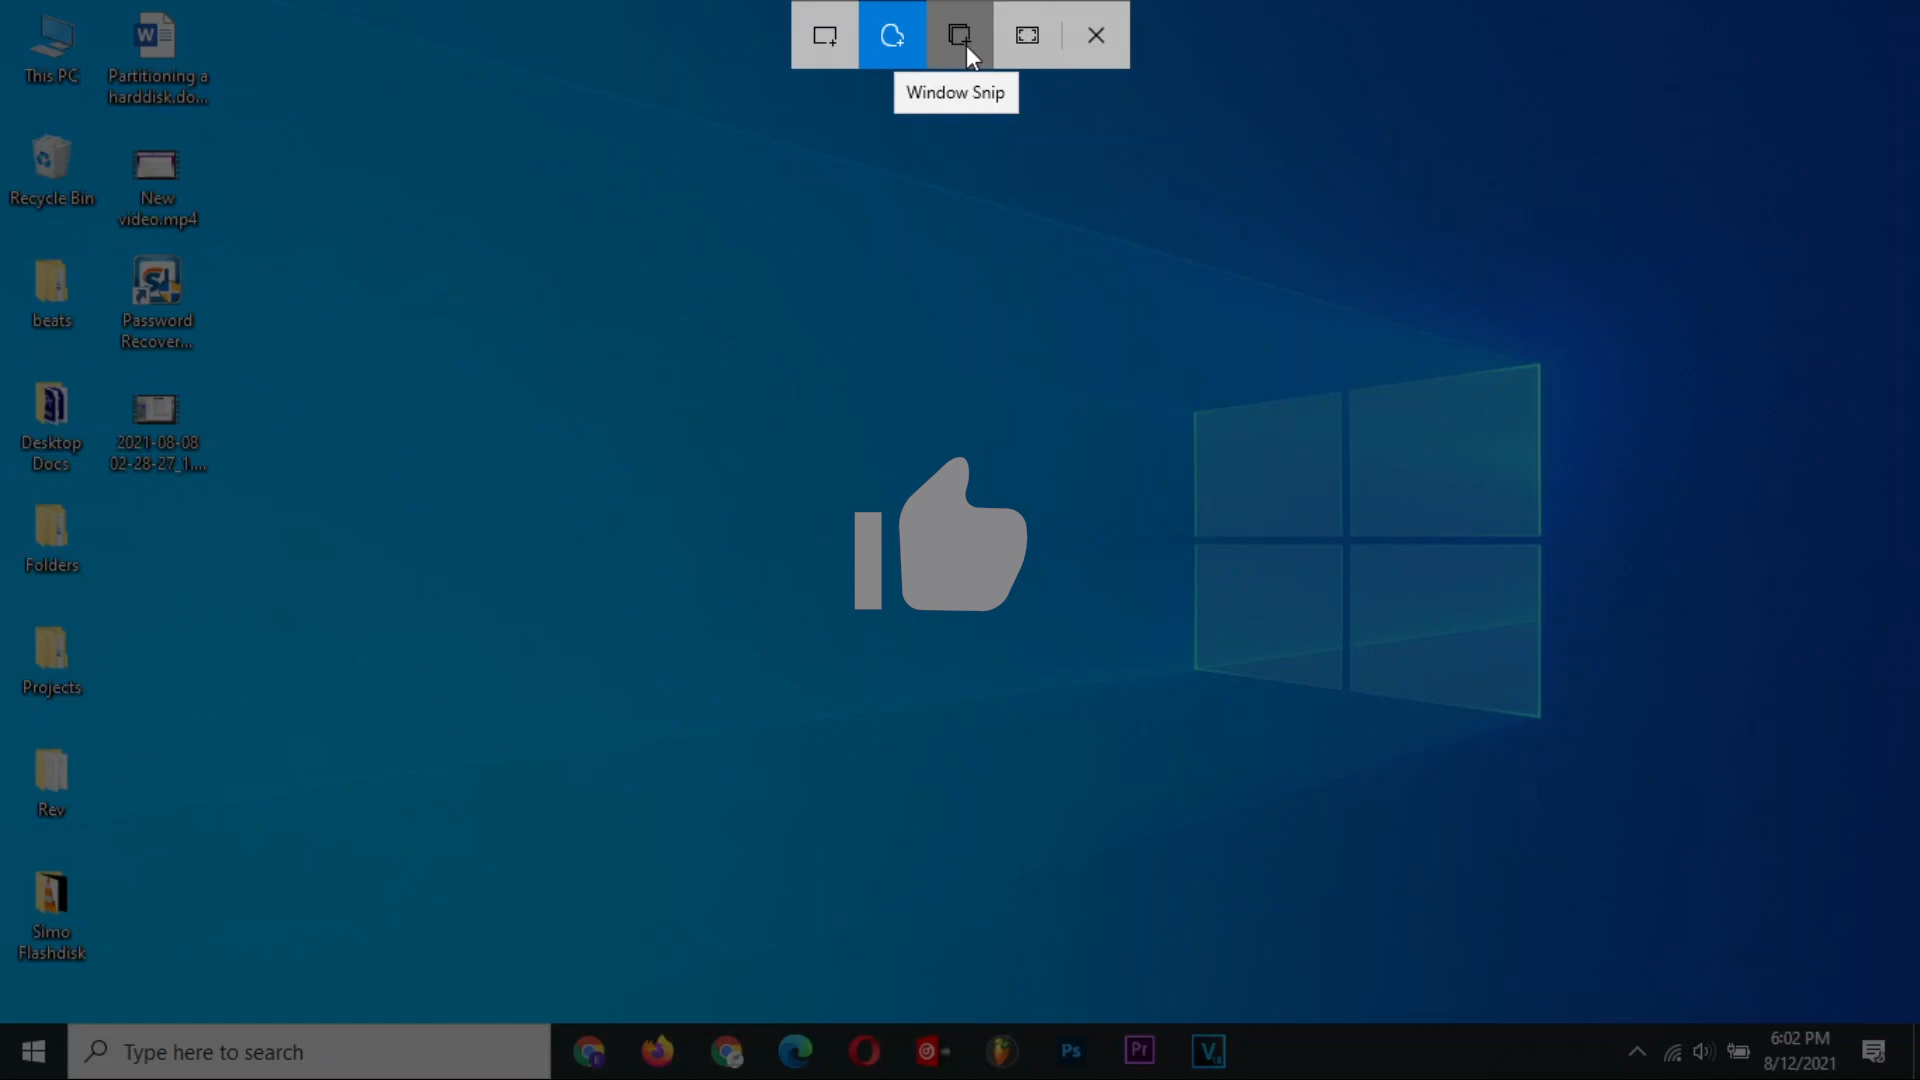 Window Snip
This PC
Partitioning a
harddisk.do...
Recycle Bin
New
video.mp4
beats
Password
Recover...
Desktop
Docs
2021-08-08
02-28-27_1....
Folders
Projects
Rev
Simo
Flashdisk
Type here to search
Ps
Pr
V
6:02 PM
8/12/2021